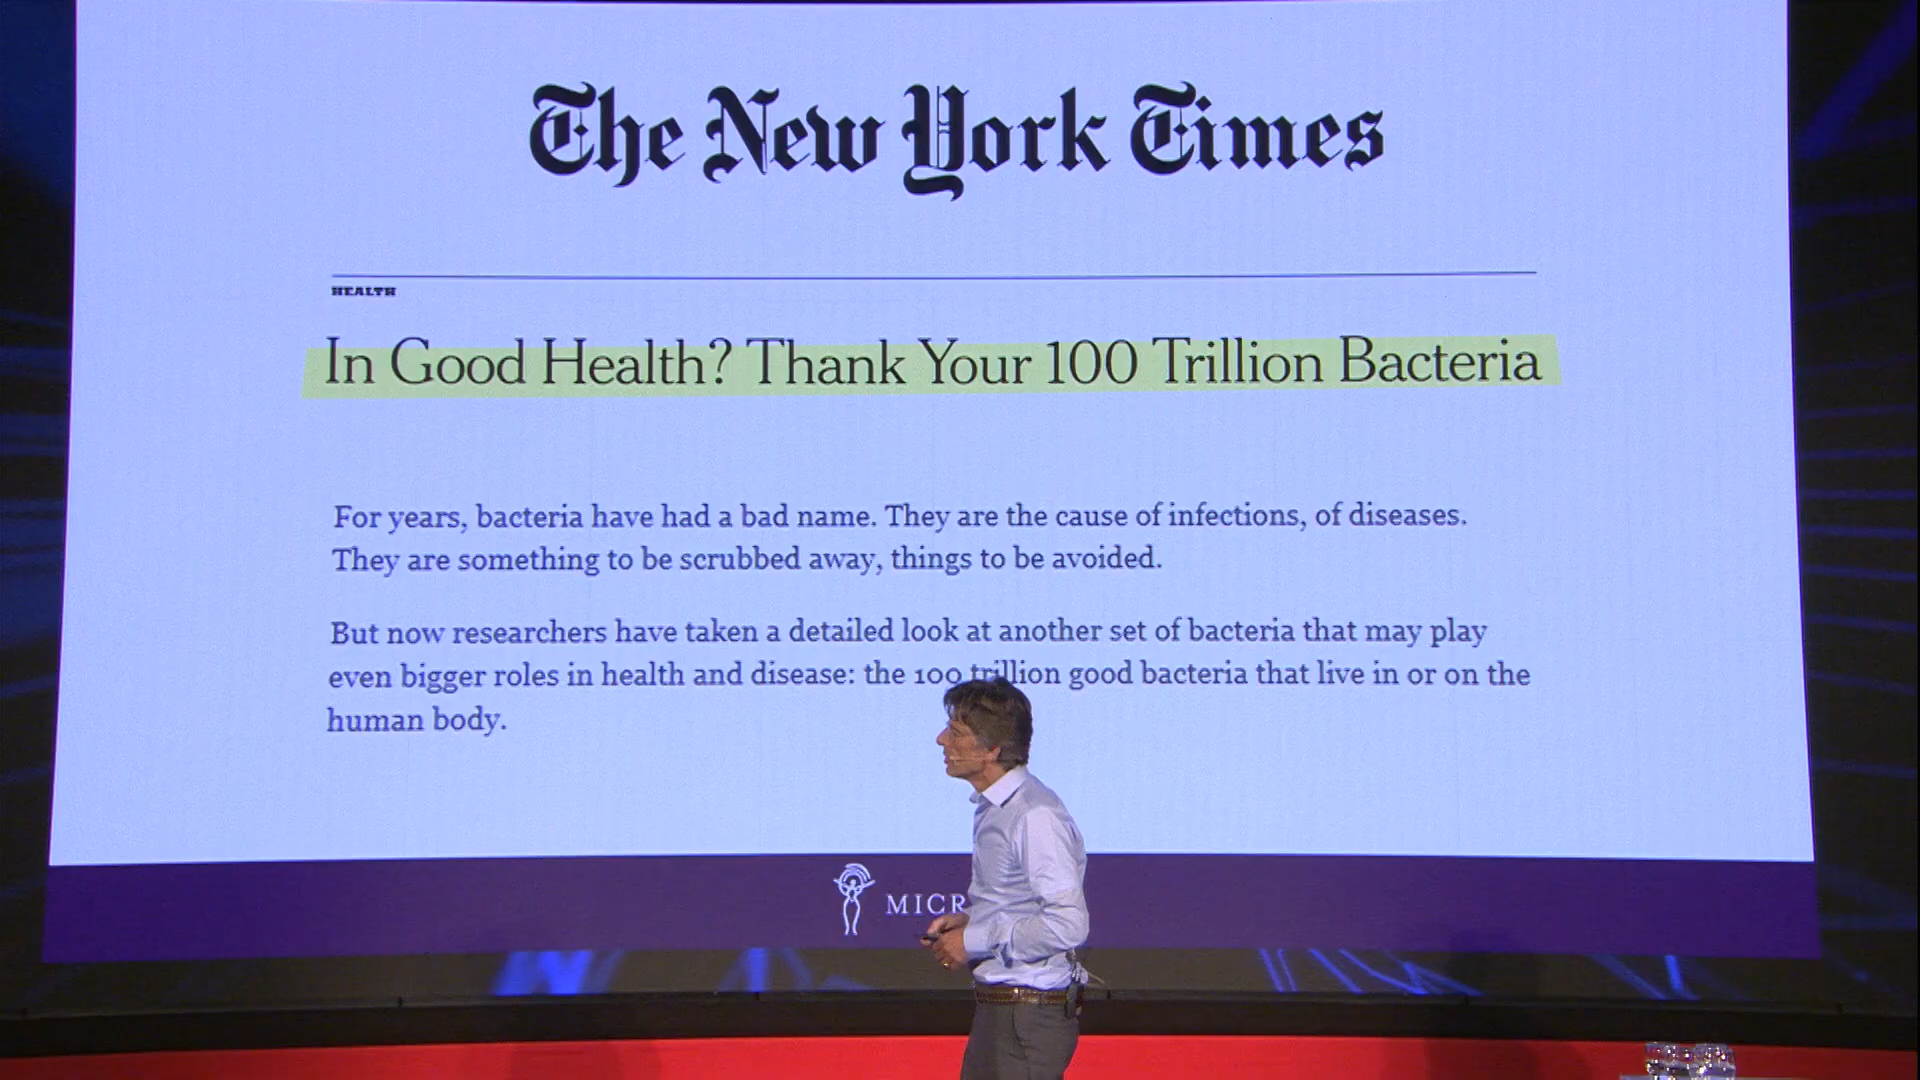 The New York Times
HEALTH
In Good Health? Thank Your 100 Trillion Bacteria
For years, bacteria have had a bad name. They are the cause of infections, of diseases.
They are something to be scrubbed away, things to be avoided.
But now researchers have taken a detailed look at another set of bacteria that may play
even bigger roles in health and disease: the 100 trillion good bacteria that live in or on the
human body.
MICR